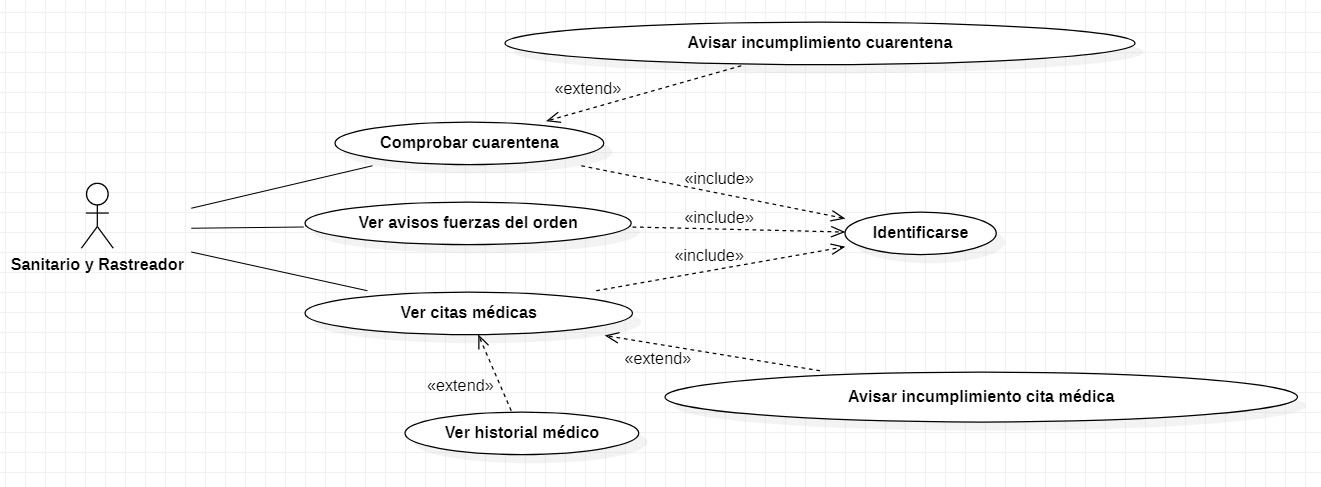 Avisar incumplimiento cuarentena
«extend»
Comprobar cuarentena
«include»
Ver avisos fuerzas del orden
«include»
Identificarse
«include»
Sanitario y Rastreador
Ver citas médicas
«extend»
«extend»
Avisar incumplimiento cita médica
Ver historial médico